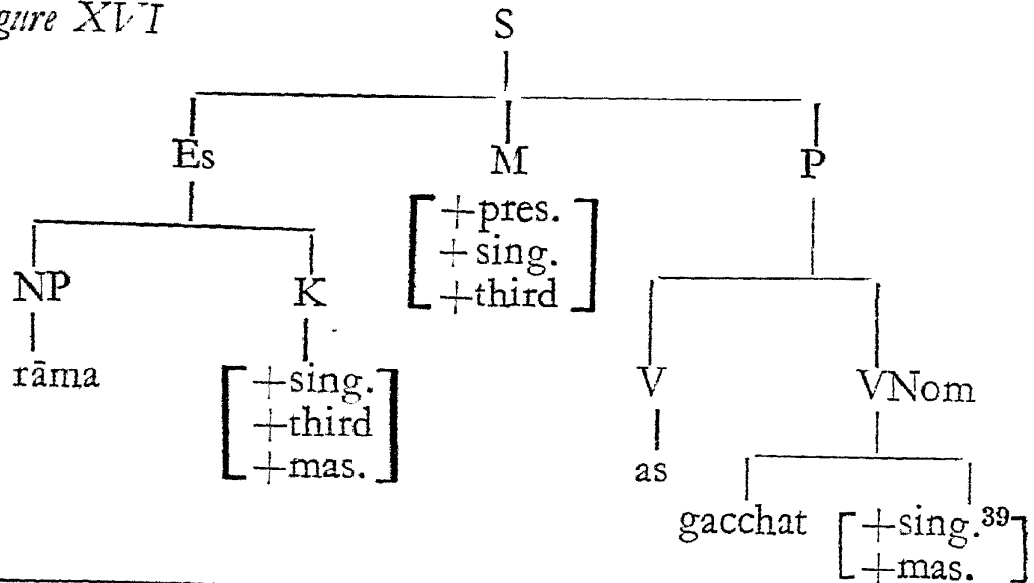 gure XVI
S
Es M P
[ +pres. ]
[ +sing. ]
[ +third ]
NP K
rāma
[ +sing. ]
[ +third ]
[ +mas. ]
V VNom
as
gacchat [ +sing.³⁹ ]
[ +mas.